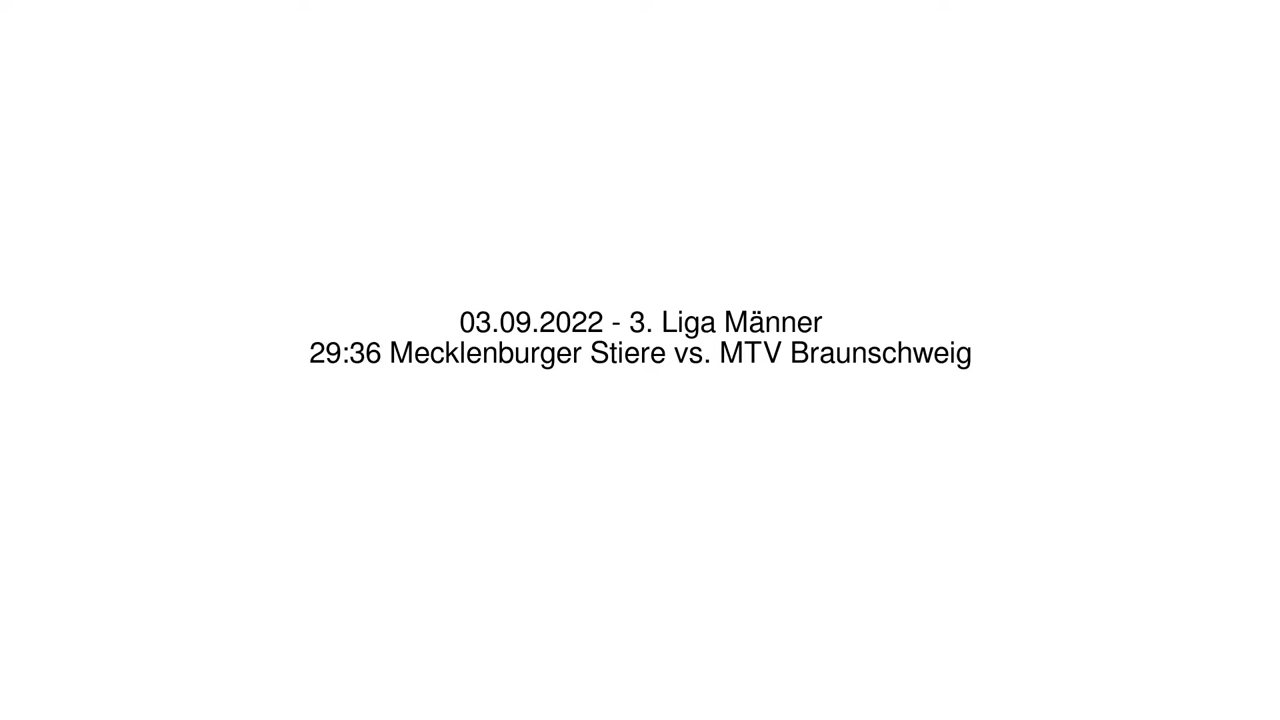 03.09.2022 - 3. Liga Männer
29:36 Mecklenburger Stiere vs. MTV Braunschweig